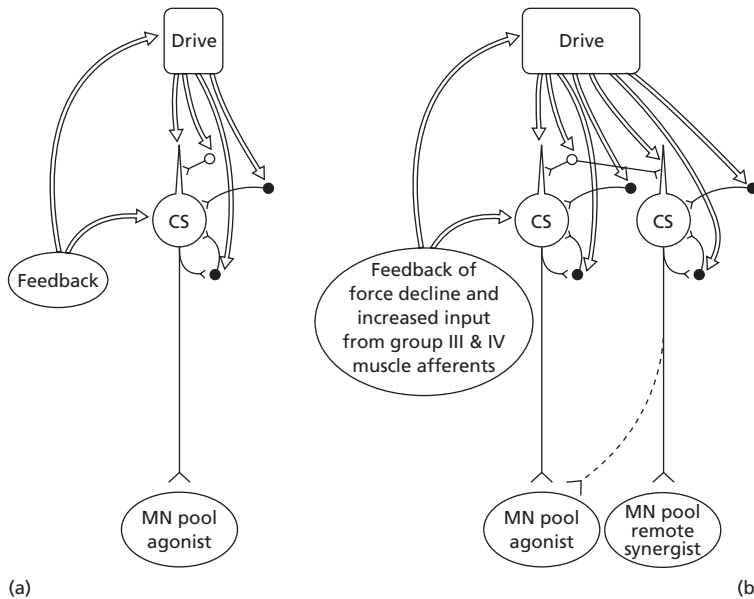 Drive
CS
Feedback
MN pool
agonist
(a)
Drive
CS
CS
Feedback of
force decline and
increased input
from group III & IV
muscle afferents
MN pool
agonist
MN pool
remote
synergist
(b)